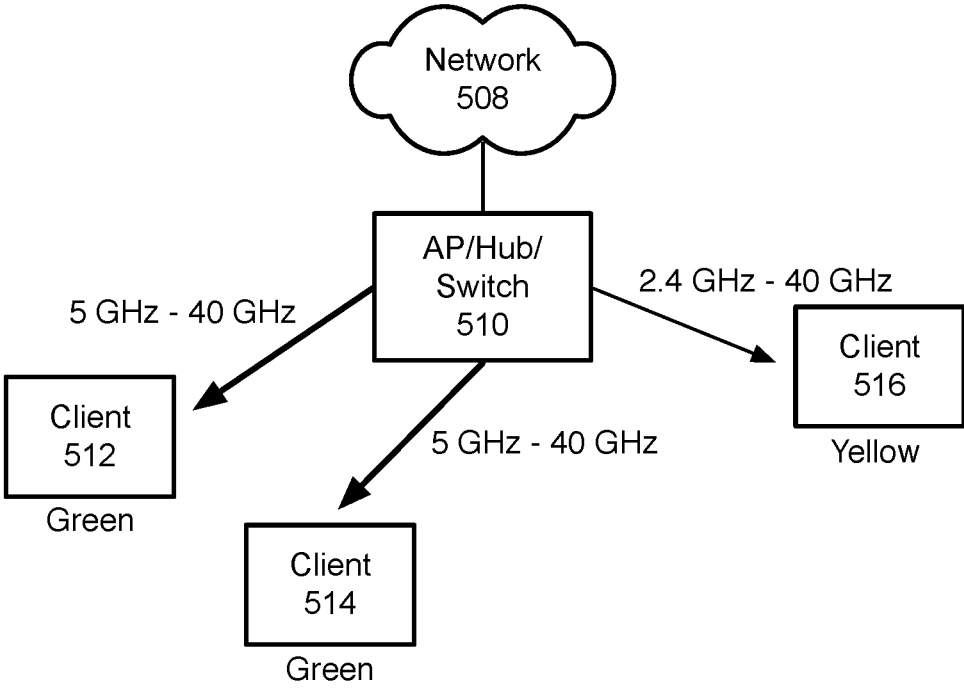 Network
508
AP/Hub/
Switch
510
5 GHz - 40 GHz
2.4 GHz - 40 GHz
Client
516
Yellow
Client
512
Green
5 GHz - 40 GHz
Client
514
Green